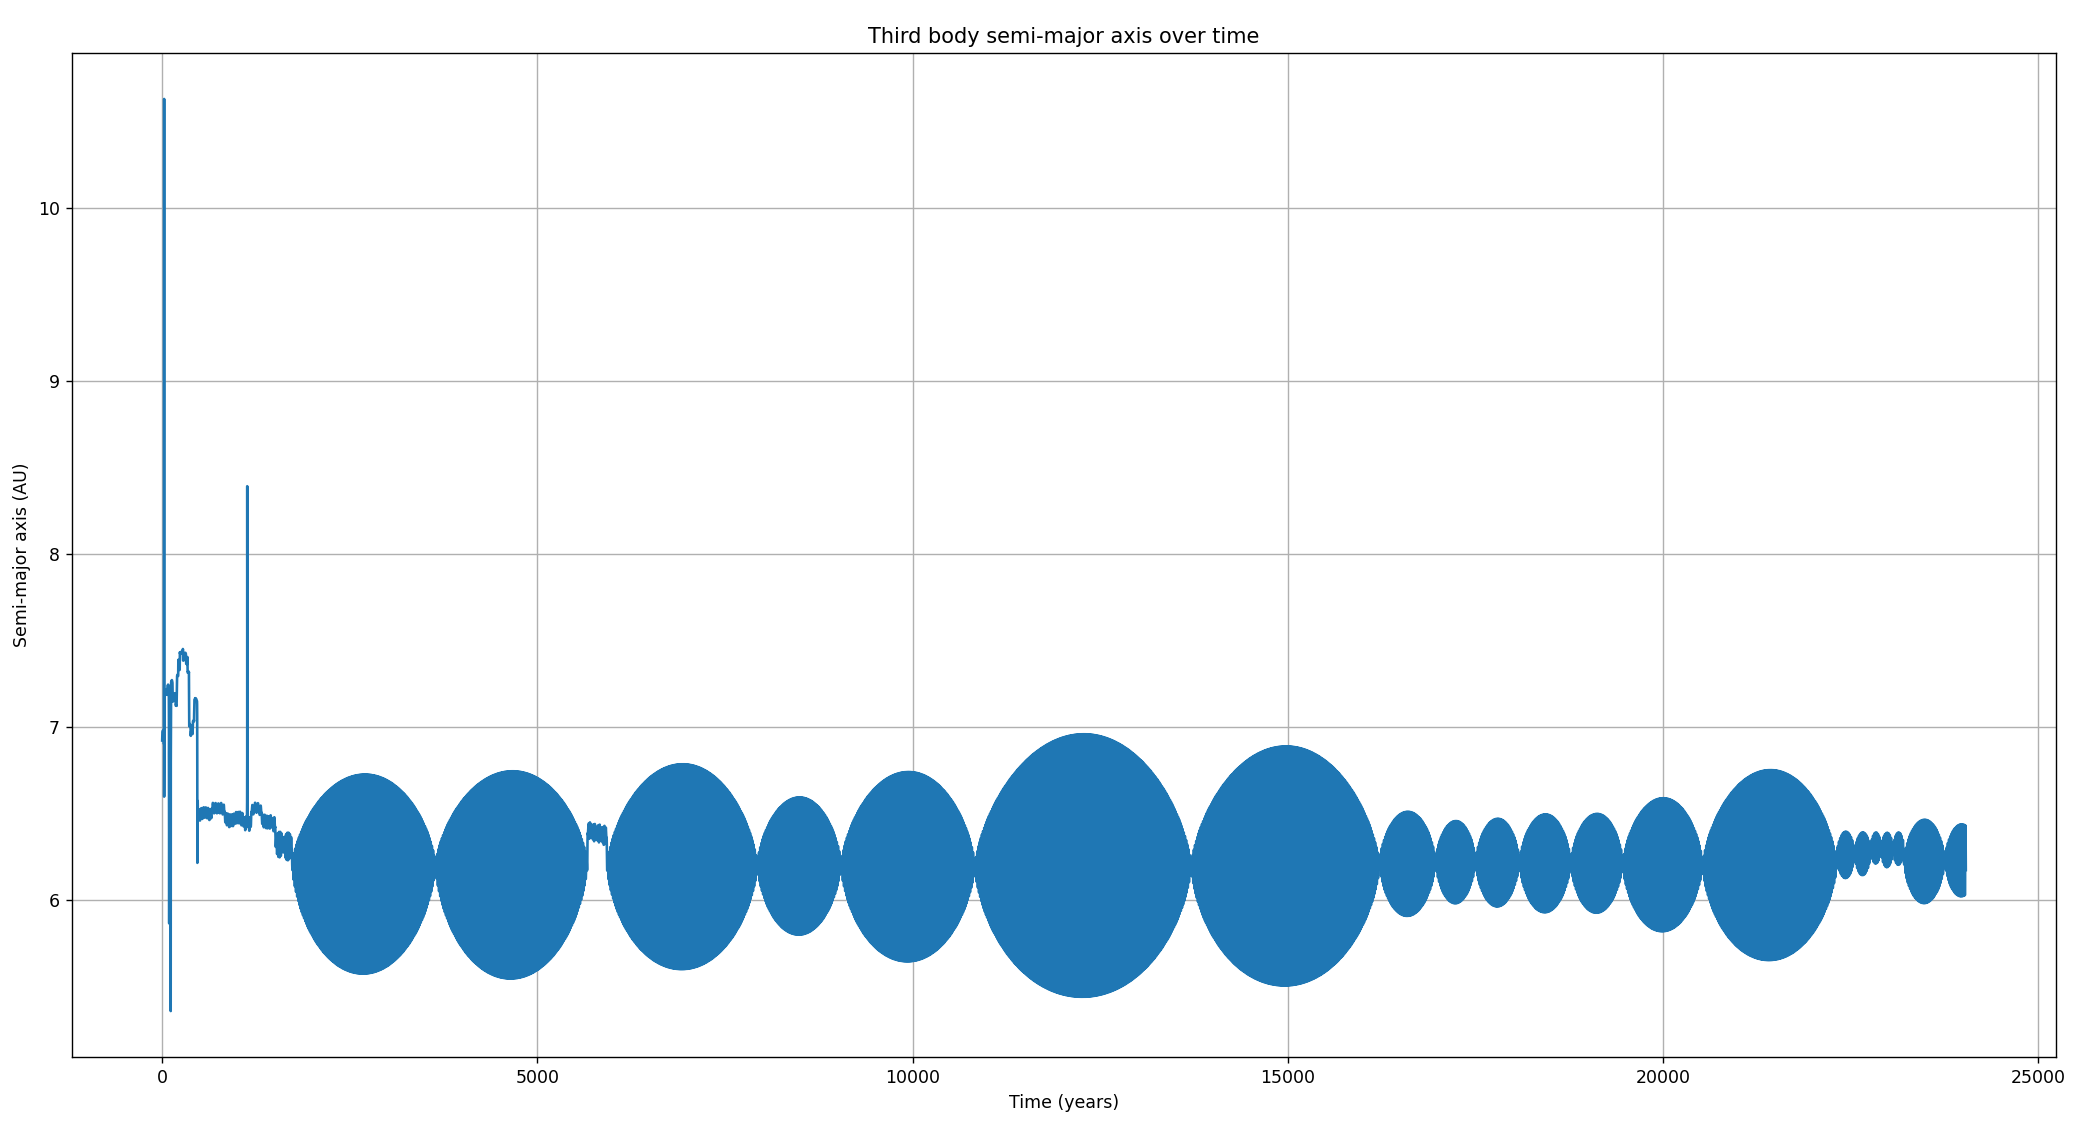 Third body semi-major axis over time
Semi-major axis (AU)
10
9
8
7
6
0 5000 10000 15000 20000 25000
Time (years)